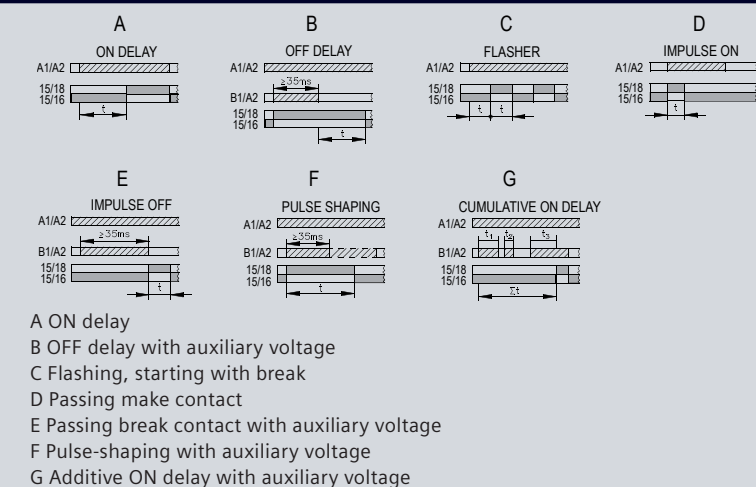 A B C D
ON DELAY OFF DELAY FLASHER IMPULSE ON
A1/A2 A1/A2 A1/A2 A1/A2
≥35ms
B1/A2
15/18 15/18 15/18 15/18
15/16 15/16 15/16 15/16
t t t t t
E F G
IMPULSE OFF PULSE SHAPING CUMULATIVE ON DELAY
A1/A2 A1/A2 A1/A2
≥35ms ≥35ms t1 t2 t3
B1/A2 B1/A2 B1/A2
15/18 15/18 15/18
15/16 15/16 15/16
t t Σt
A ON delay
B OFF delay with auxiliary voltage
C Flashing, starting with break
D Passing make contact
E Passing break contact with auxiliary voltage
F Pulse-shaping with auxiliary voltage
G Additive ON delay with auxiliary voltage